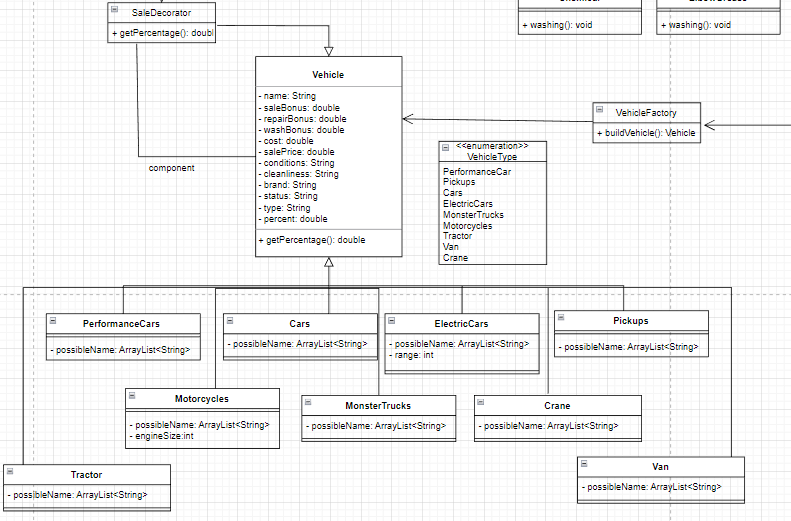 SaleDecorator
+ getPercentage(): doubl
+ washing(): void
+ washing(): void
Vehicle
- name: String
- saleBonus: double
- repairBonus: double
- washBonus: double
- cost: double
- salePrice: double
- conditions: String
- cleanliness: String
- brand: String
- status: String
- type: String
- percent: double
+ getPercentage(): double
component
VehicleFactory
+ buildVehicle(): Vehicle
<<enumeration>>
VehicleType
PerformanceCar
Pickups
Cars
ElectricCars
MonsterTrucks
Motorcycles
Tractor
Van
Crane
PerformanceCars
- possibleName: ArrayList<String>
Cars
- possibleName: ArrayList<String>
ElectricCars
- possibleName: ArrayList<String>
- range: int
Pickups
- possibleName: ArrayList<String>
Motorcycles
- possibleName: ArrayList<String>
- engineSize:int
MonsterTrucks
- possibleName: ArrayList<String>
Crane
- possibleName: ArrayList<String>
Tractor
- possibleName: ArrayList<String>
Van
- possibleName: ArrayList<String>